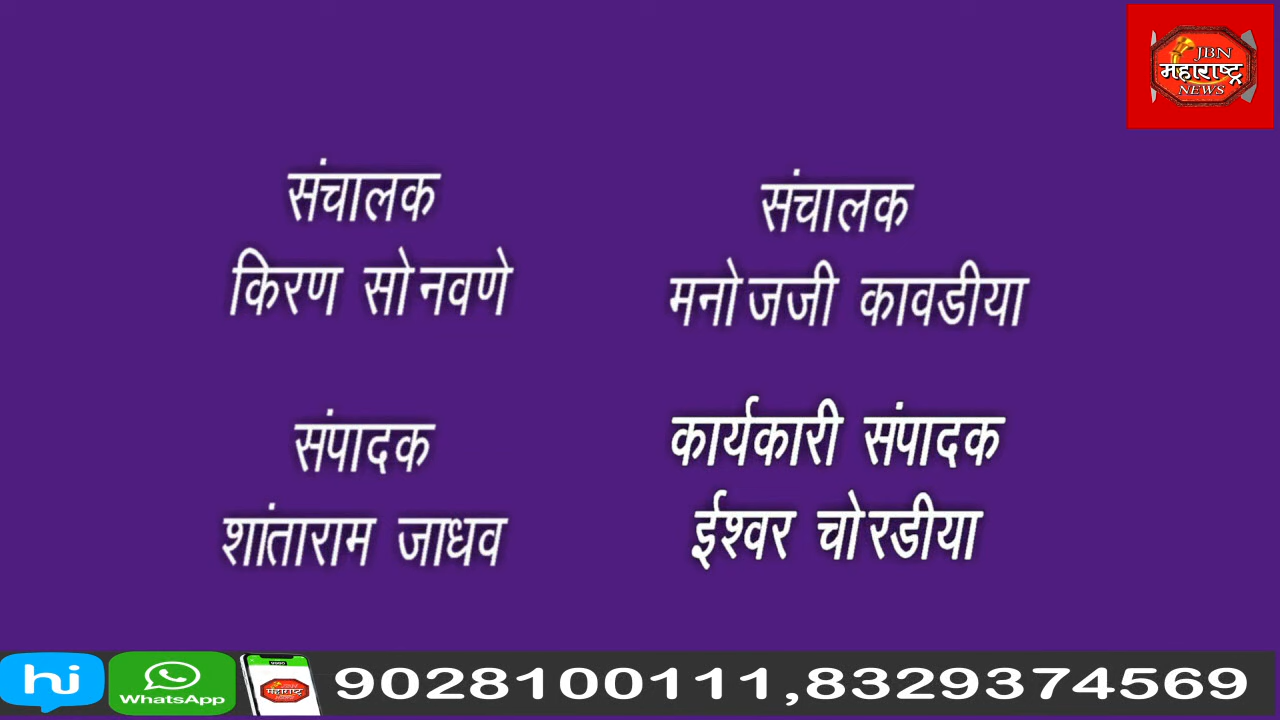 JBN
महाराष्ट्र
NEWS
संचालक
किरण सोनवणे
संचालक
मनोजजी कावडीया
संपादक
शांताराम जाधव
कार्यकारी संपादक
ईश्वर चोरडीया
hi
WhatsApp
महाराष्ट्र
9028100111,8329374569